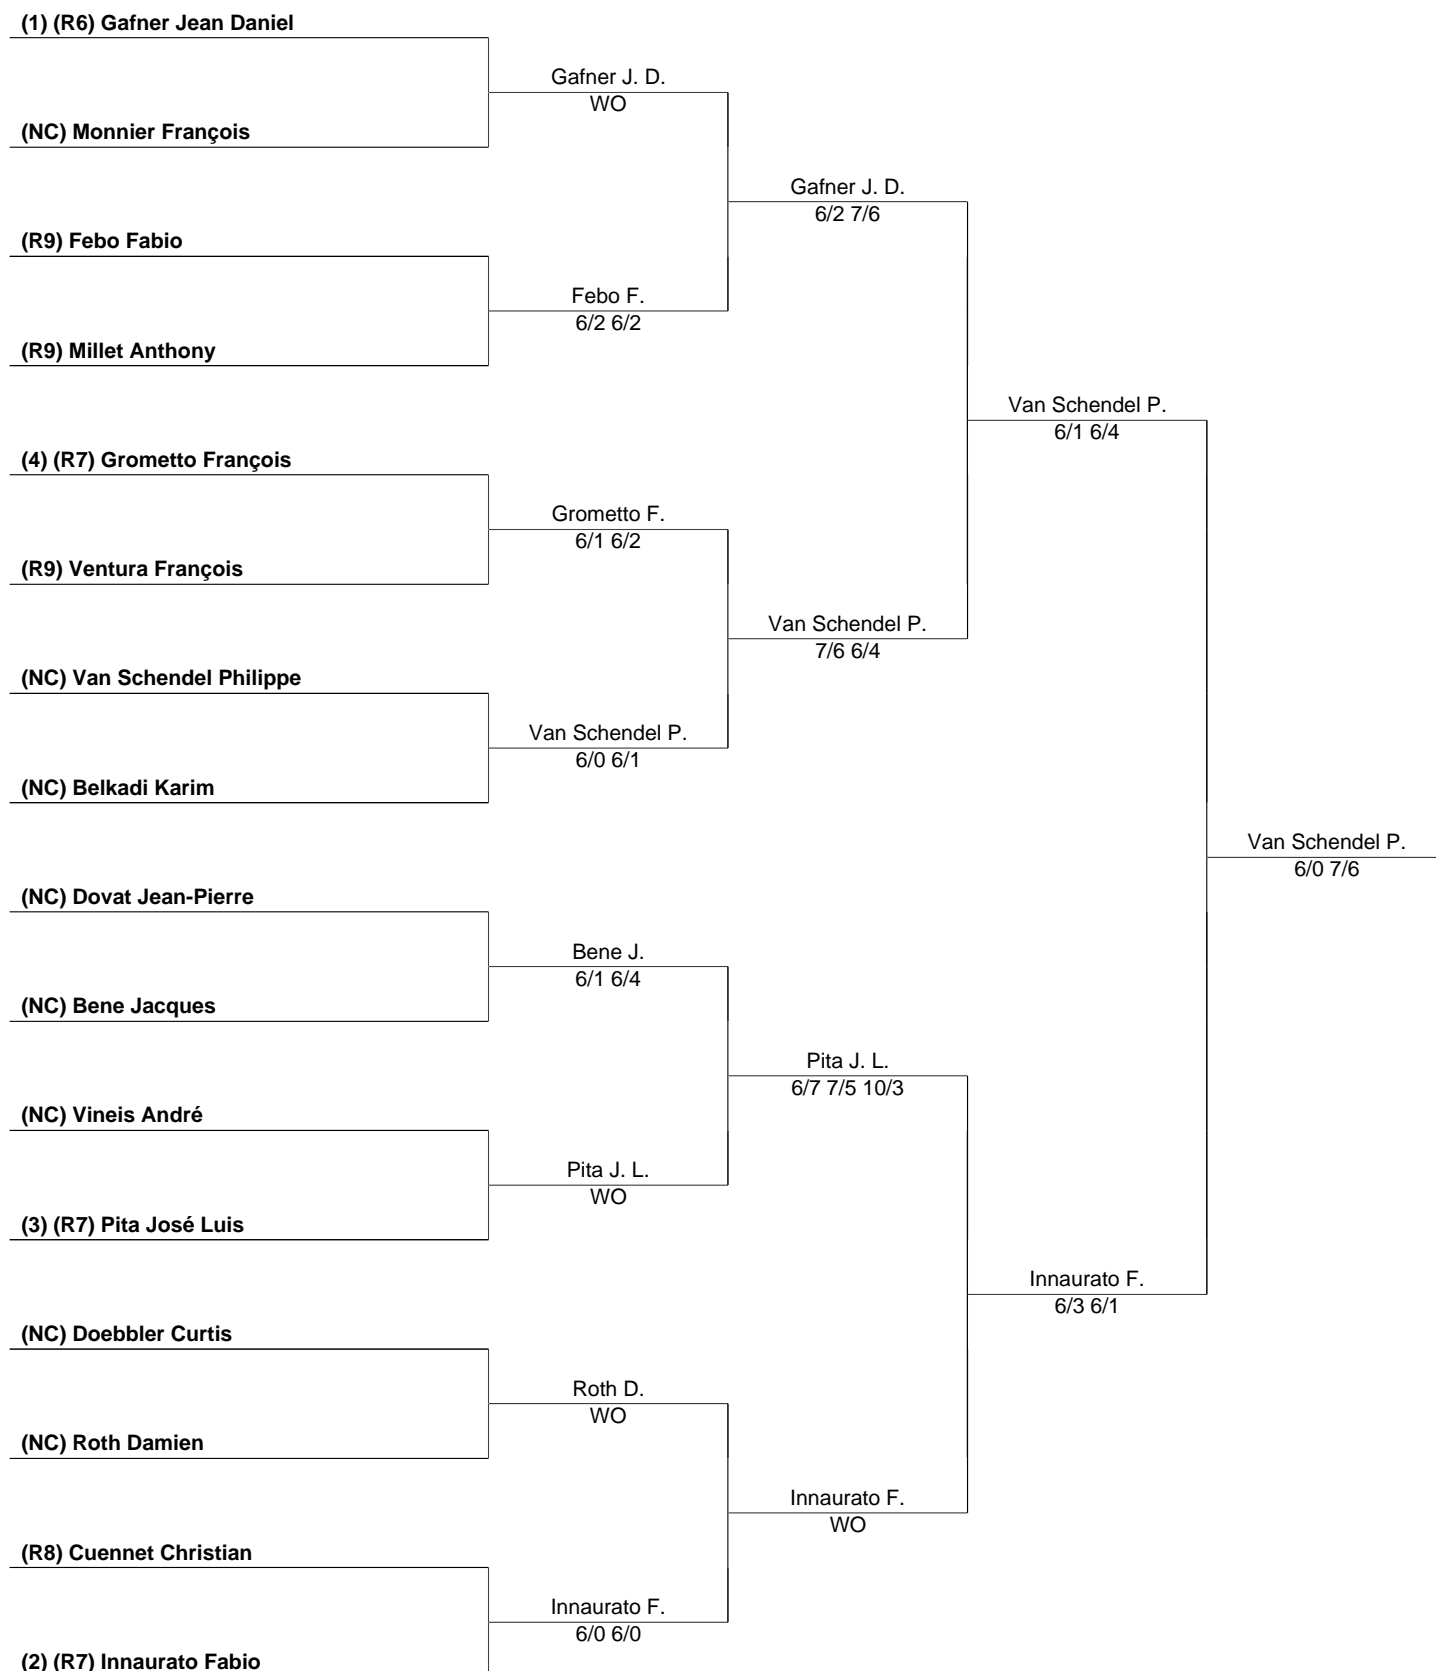 (1) (R6) Gafner Jean Daniel
Gafner J. D.
WO
(NC) Monnier François
Gafner J. D.
6/2 7/6
(R9) Febo Fabio
Febo F.
6/2 6/2
(R9) Millet Anthony
Van Schendel P.
6/1 6/4
(4) (R7) Grometto François
Grometto F.
6/1 6/2
(R9) Ventura François
Van Schendel P.
7/6 6/4
(NC) Van Schendel Philippe
Van Schendel P.
6/0 6/1
(NC) Belkadi Karim
Van Schendel P.
6/0 7/6
(NC) Dovat Jean-Pierre
Bene J.
6/1 6/4
(NC) Bene Jacques
Pita J. L.
6/7 7/5 10/3
(NC) Vineis André
Pita J. L.
WO
(3) (R7) Pita José Luis
Innaurato F.
6/3 6/1
(NC) Doebbler Curtis
Roth D.
WO
(NC) Roth Damien
Innaurato F.
WO
(R8) Cuennet Christian
Innaurato F.
6/0 6/0
(2) (R7) Innaurato Fabio